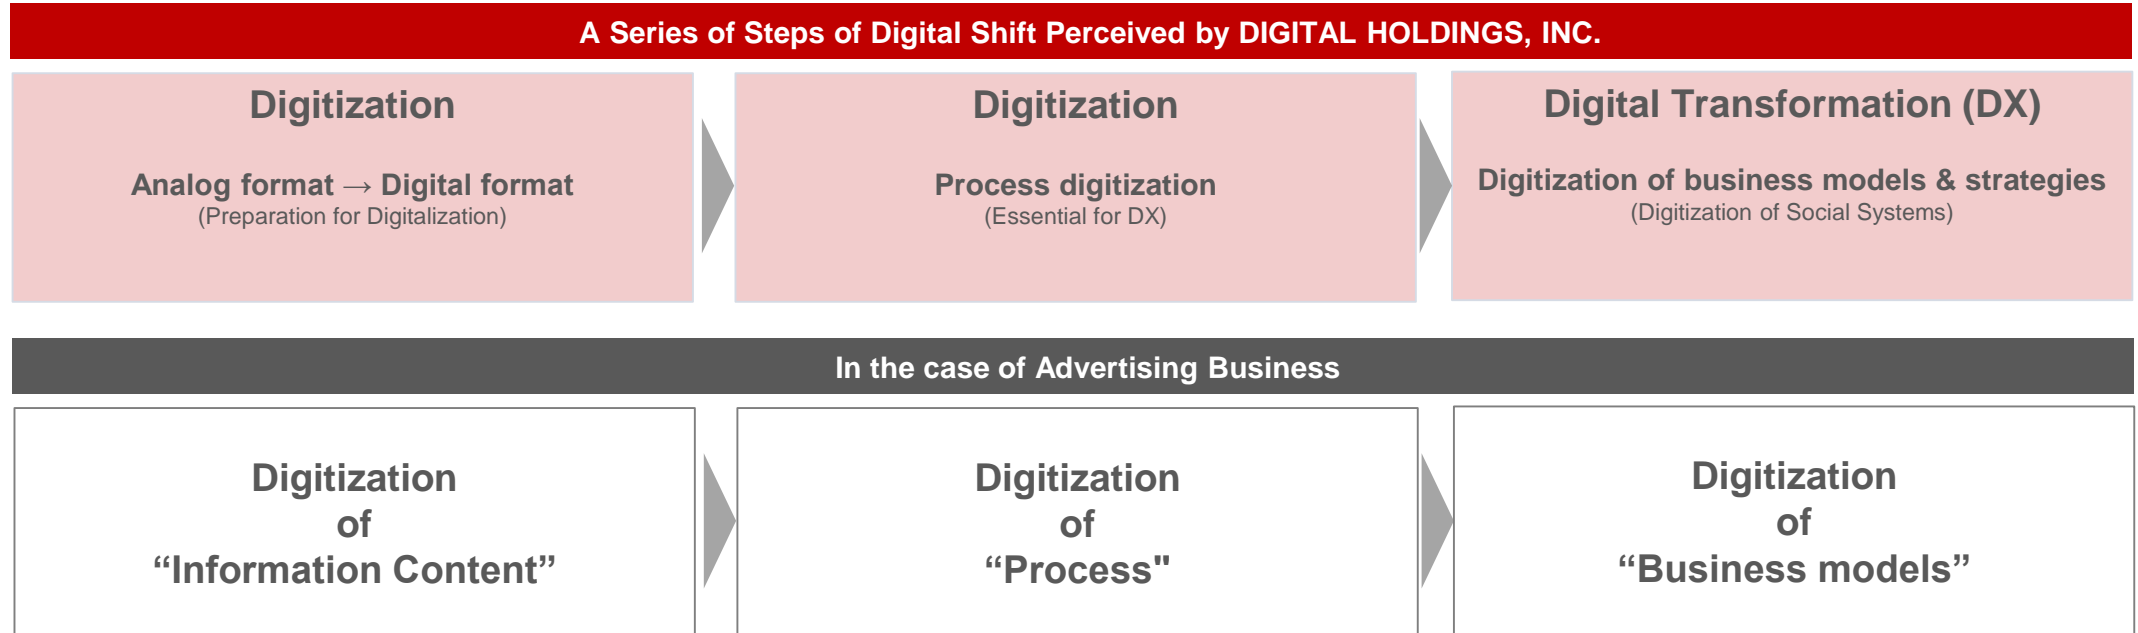 A Series of Steps of Digital Shift Perceived by DIGITAL HOLDINGS, INC.
Digitization
Analog format → Digital format
(Preparation for Digitalization)
Digitization
Process digitization
(Essential for DX)
Digital Transformation (DX)
Digitization of business models & strategies
(Digitization of Social Systems)
In the case of Advertising Business
Digitization
of
“Information Content”
Digitization
of
“Process"
Digitization
of
“Business models”